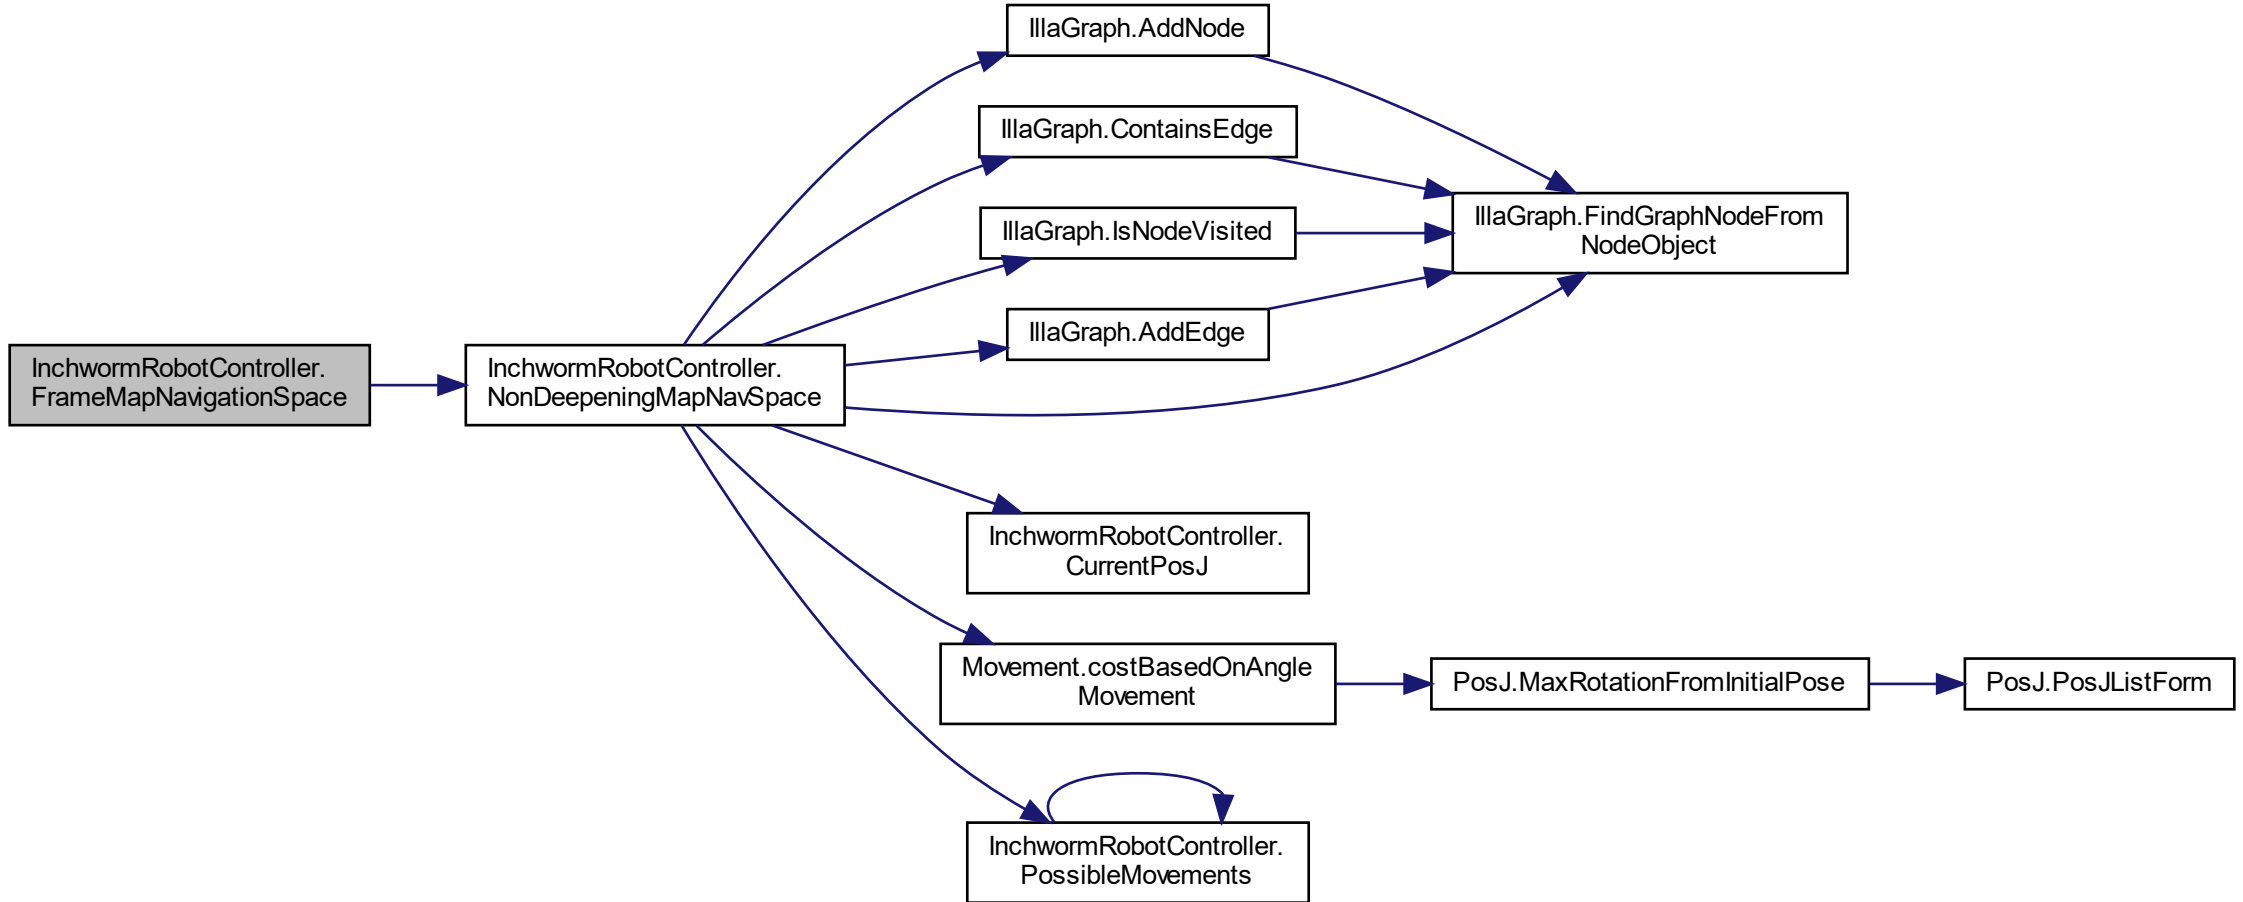 IllaGraph.AddNode
IllaGraph.ContainsEdge
IllaGraph.IsNodeVisited
IllaGraph.FindGraphNodeFrom
NodeObject
IllaGraph.AddEdge
InchwormRobotController.
FrameMapNavigationSpace
InchwormRobotController.
NonDeepeningMapNavSpace
InchwormRobotController.
CurrentPosJ
Movement.costBasedOnAngle
Movement
PosJ.MaxRotationFromInitialPose
PosJ.PosJListForm
InchwormRobotController.
PossibleMovements